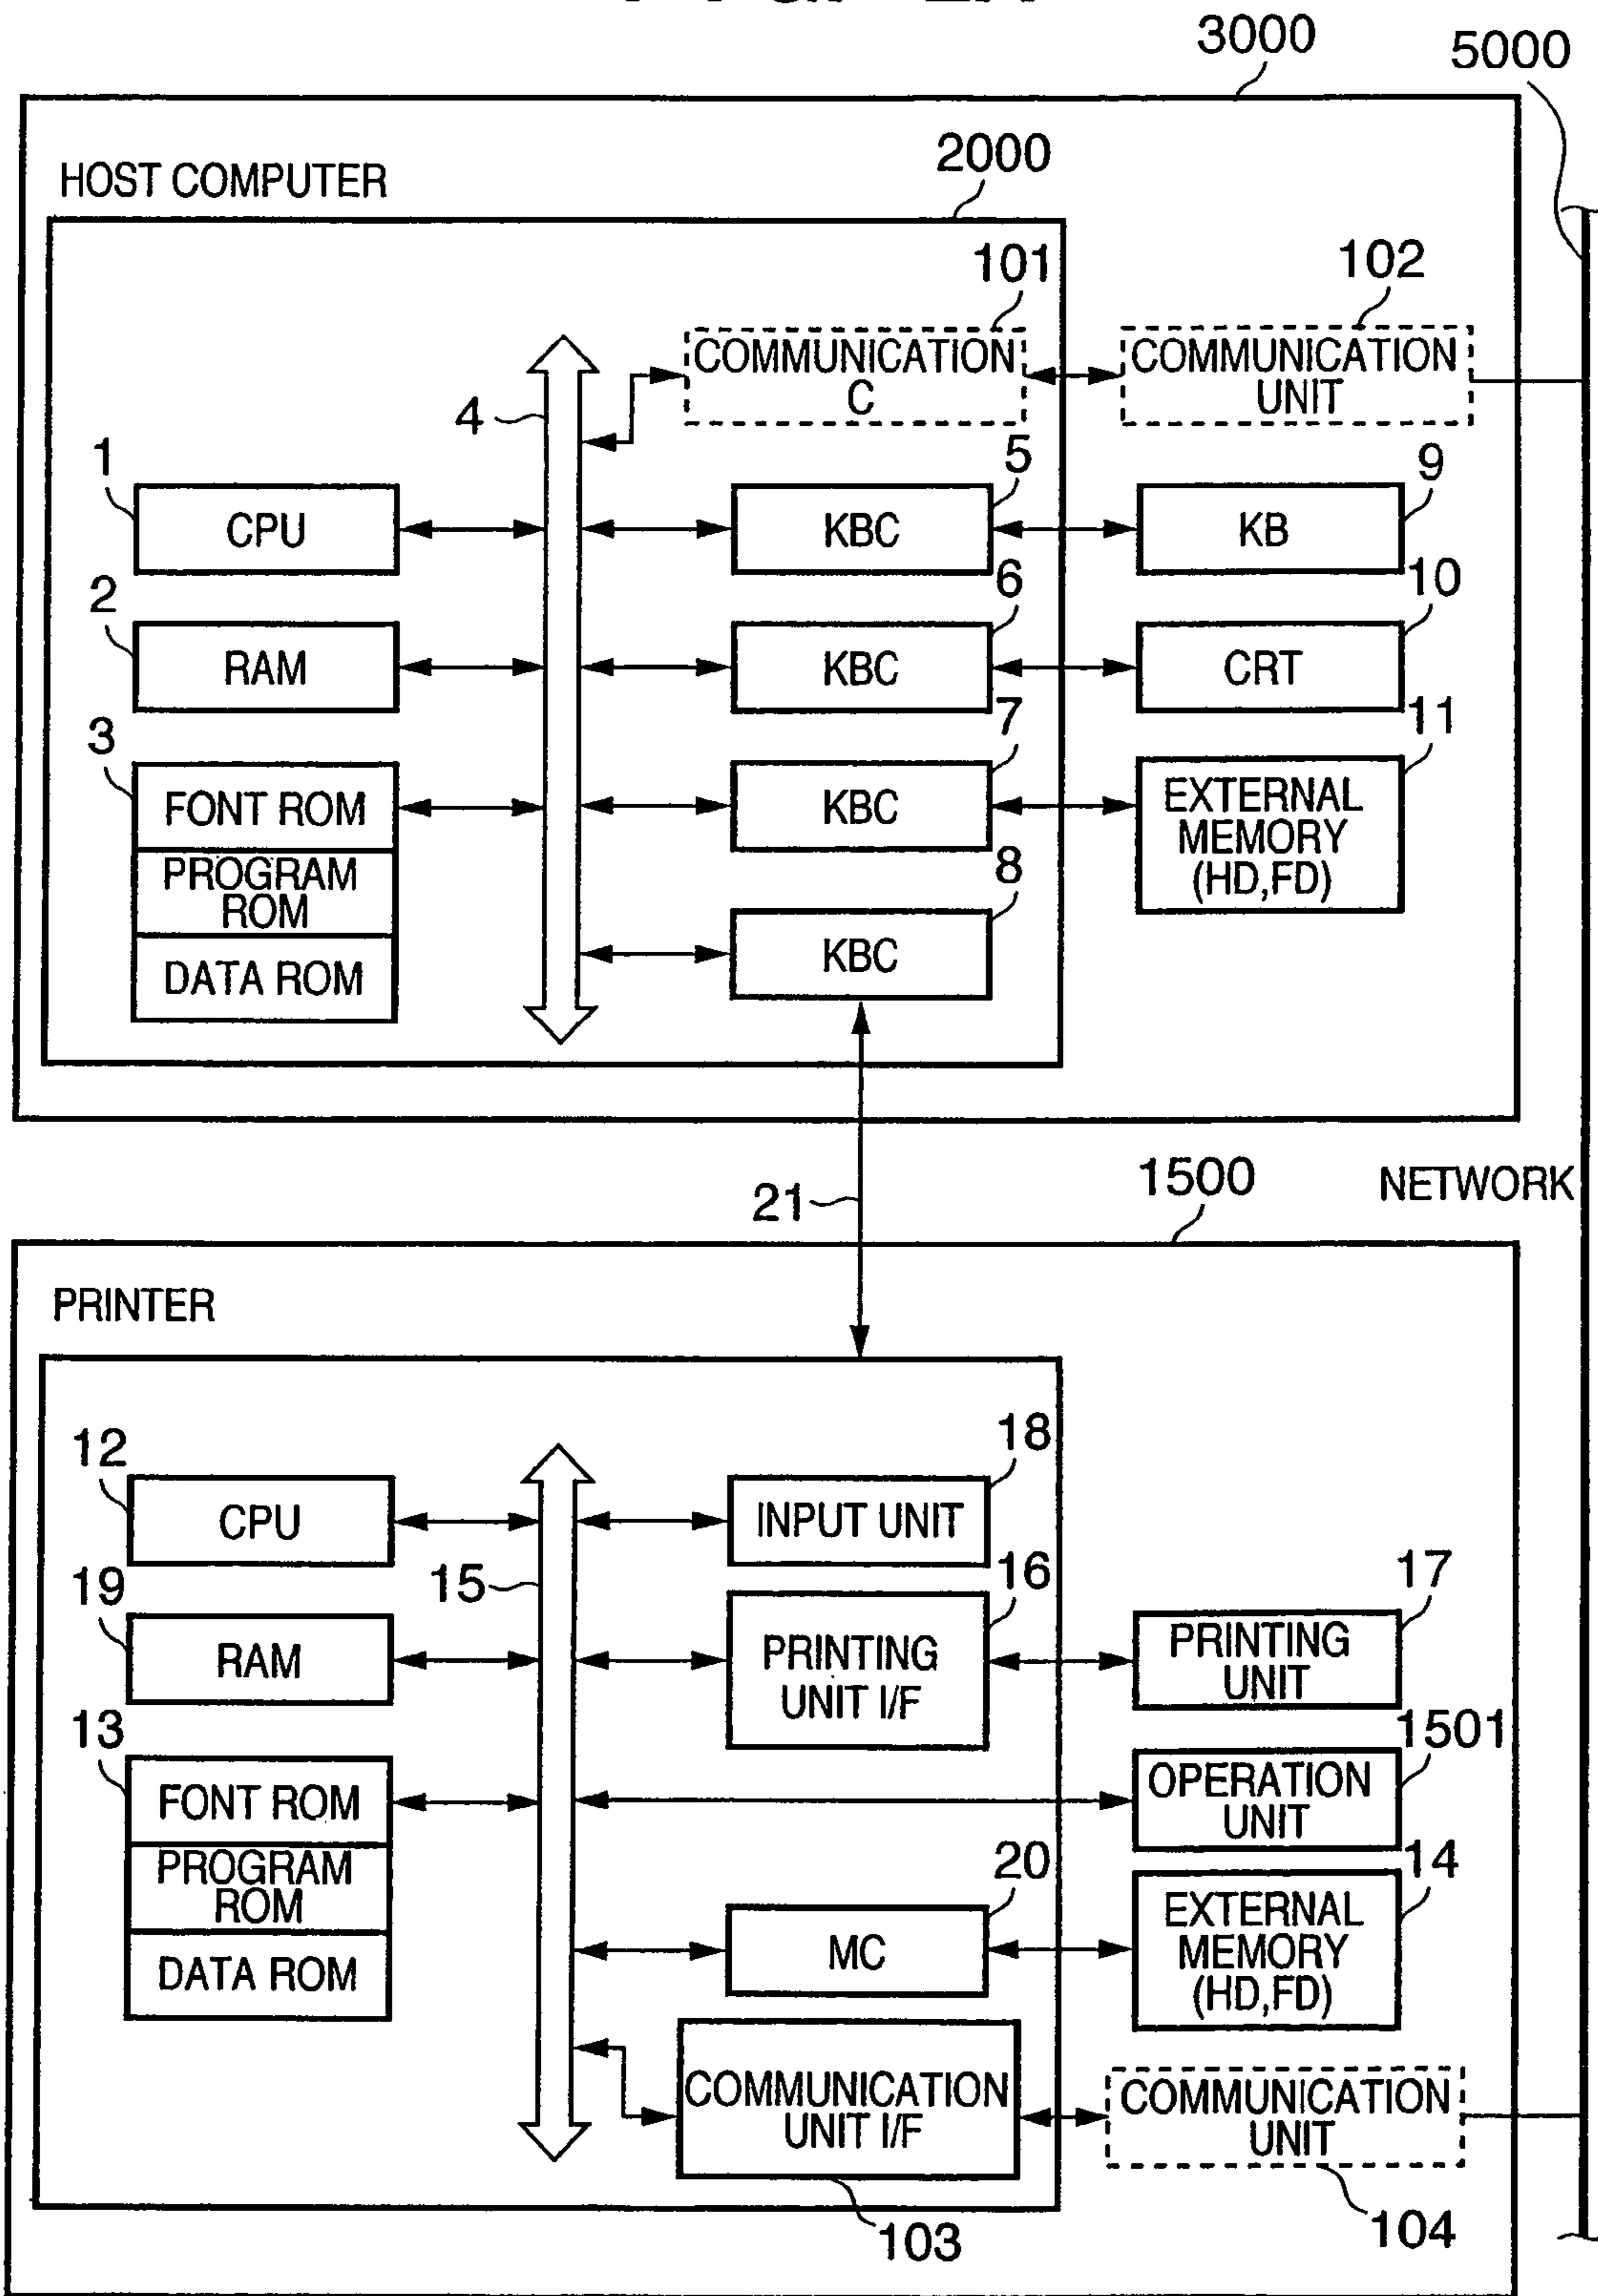 3000
5000
HOST COMPUTER
2000
101
102
COMMUNICATION
C
COMMUNICATION
UNIT
4
1
CPU
5
KBC
9
KB
2
RAM
6
KBC
10
CRT
3
FONT ROM
PROGRAM
ROM
DATA ROM
7
KBC
11
EXTERNAL
MEMORY
(HD,FD)
8
KBC
21
1500
NETWORK
PRINTER
12
CPU
18
INPUT UNIT
15
19
RAM
16
PRINTING
UNIT I/F
17
PRINTING
UNIT
13
FONT ROM
PROGRAM
ROM
DATA ROM
1501
OPERATION
UNIT
20
MC
14
EXTERNAL
MEMORY
(HD,FD)
COMMUNICATION
UNIT I/F
103
COMMUNICATION
UNIT
104